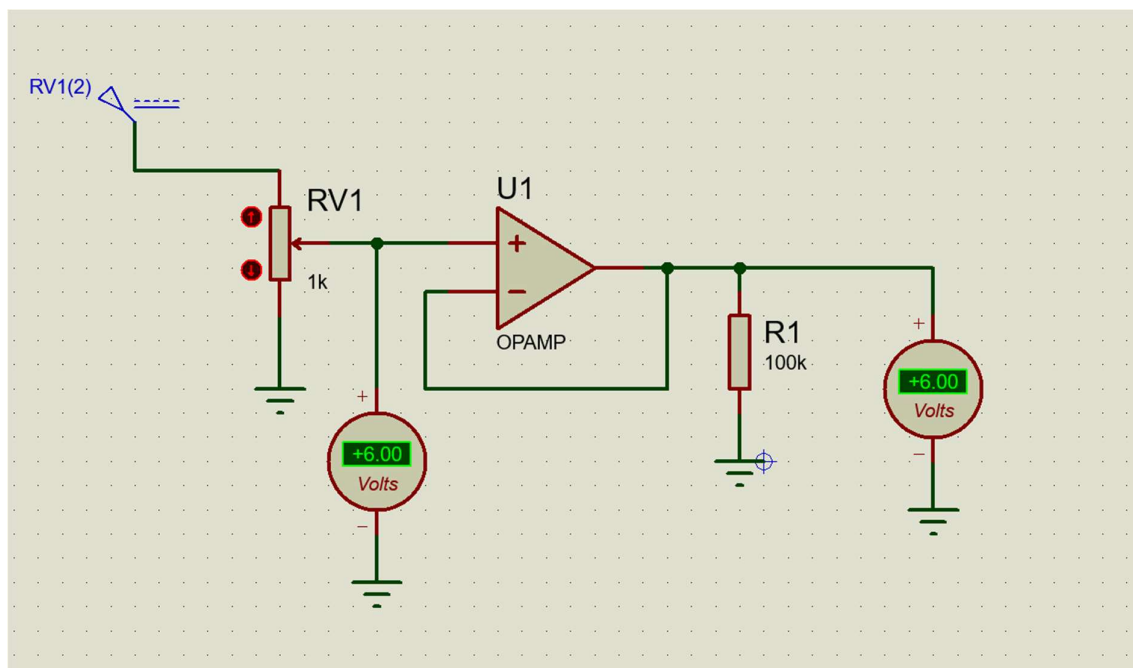 RV1(2)
RV1
1k
U1
+
−
OPAMP
R1
100k
+
+6.00
Volts
−
+
+6.00
Volts
−